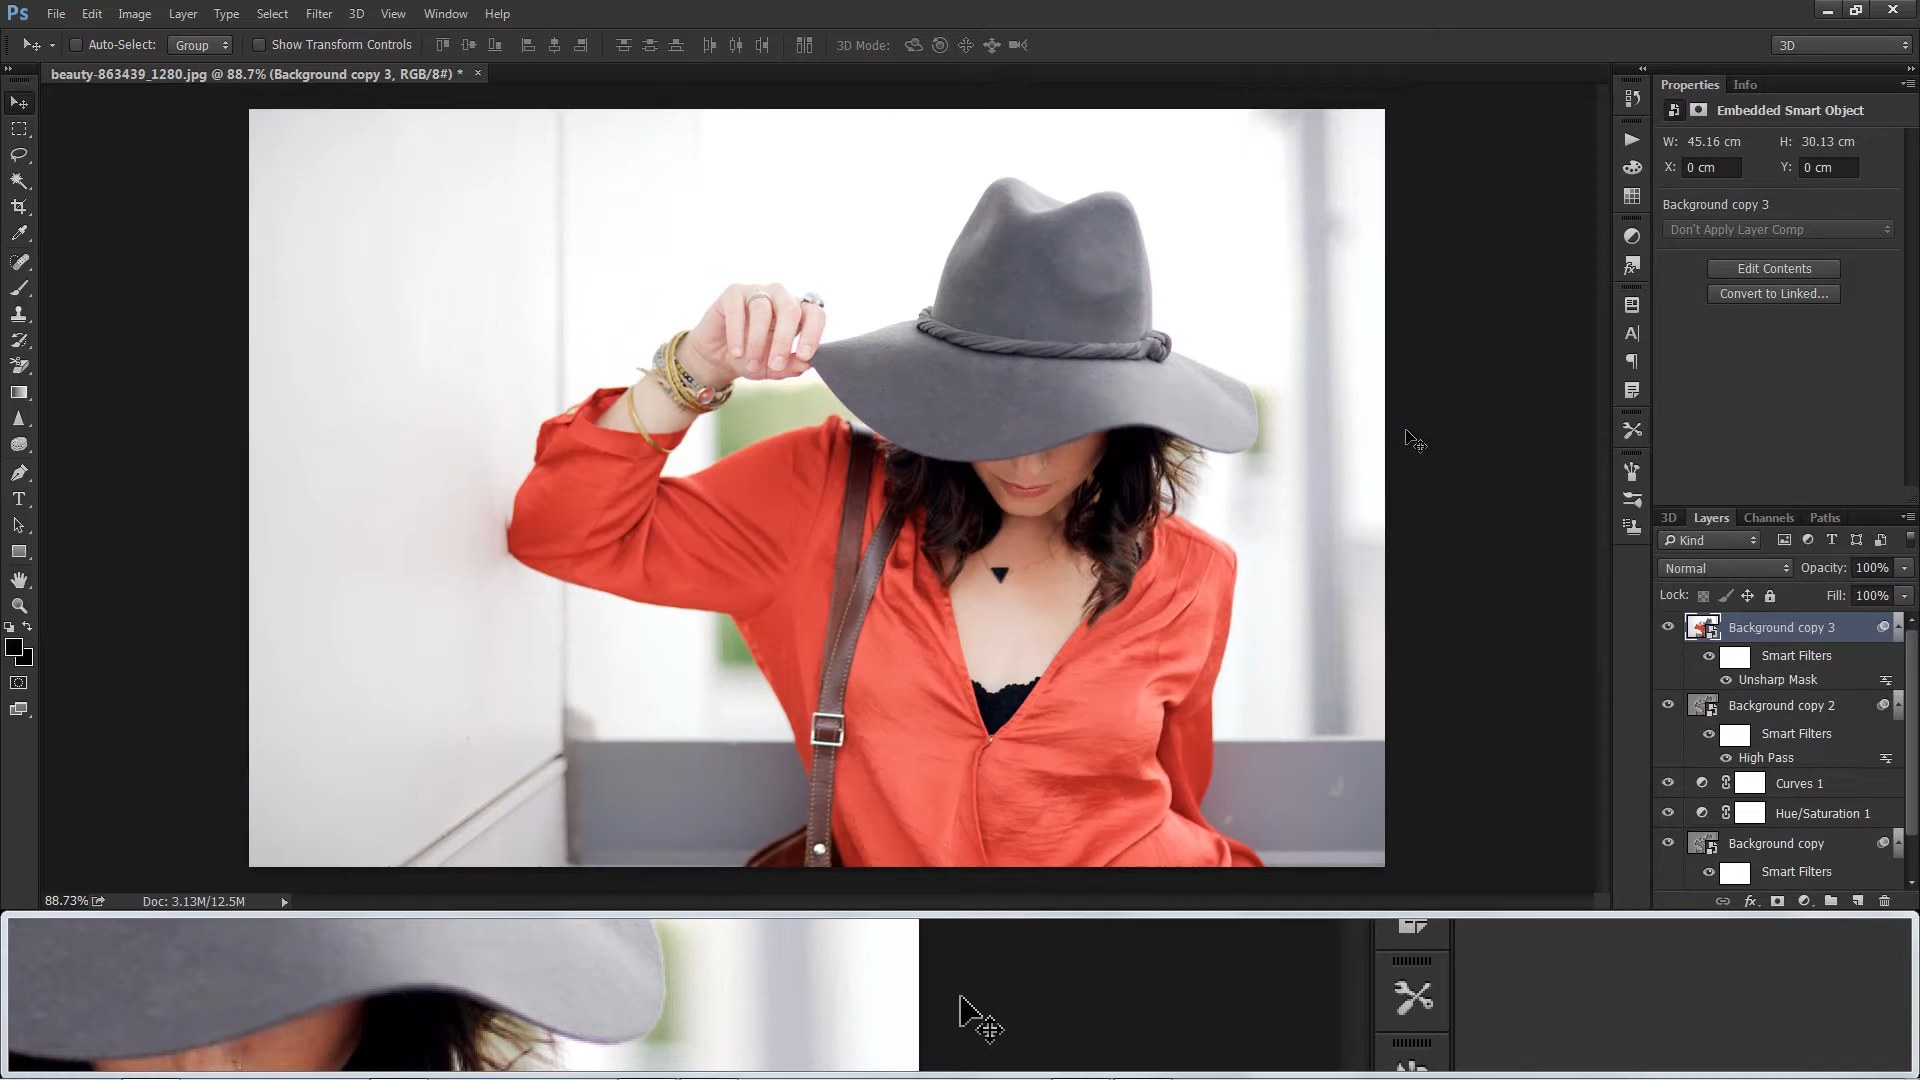 Ps File Edit Image Layer Type Select Filter 3D View Window Help
Auto-Select: Group Show Transform Controls 3D Mode: 3D
beauty-863439_1280.jpg @ 88.7% (Background copy 3, RGB/8#) * ×
Properties Info
Embedded Smart Object
W: 45.16 cm H: 30.13 cm
X: 0 cm Y: 0 cm
Background copy 3
Don't Apply Layer Comp
Edit Contents
Convert to Linked...
3D Layers Channels Paths
Kind
Normal Opacity: 100%
Lock: Fill: 100%
Background copy 3
Smart Filters
Unsharp Mask
Background copy 2
Smart Filters
High Pass
Curves 1
Hue/Saturation 1
Background copy
Smart Filters
88.73% Doc: 3.13M/12.5M